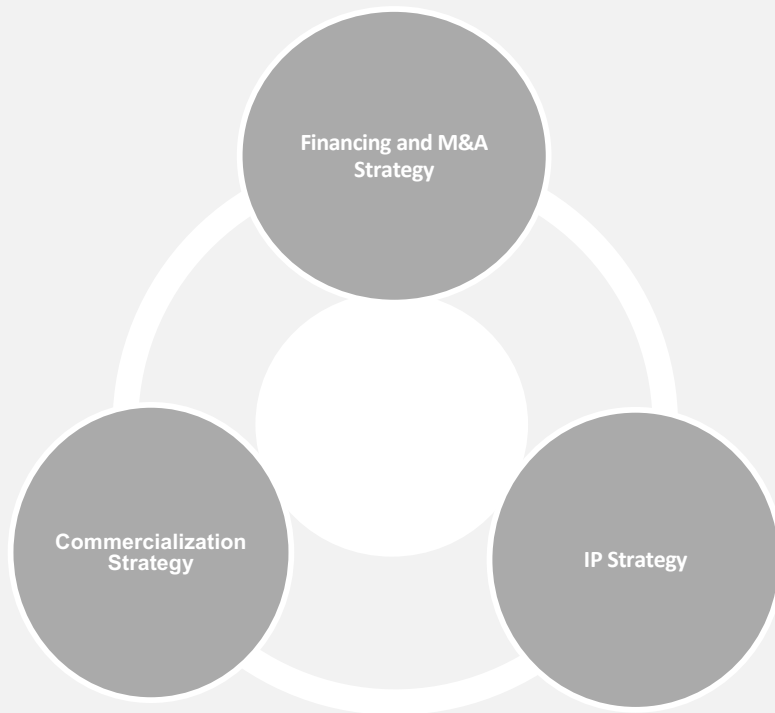 Financing and M&A
Strategy
Commercialization
Strategy
IP Strategy